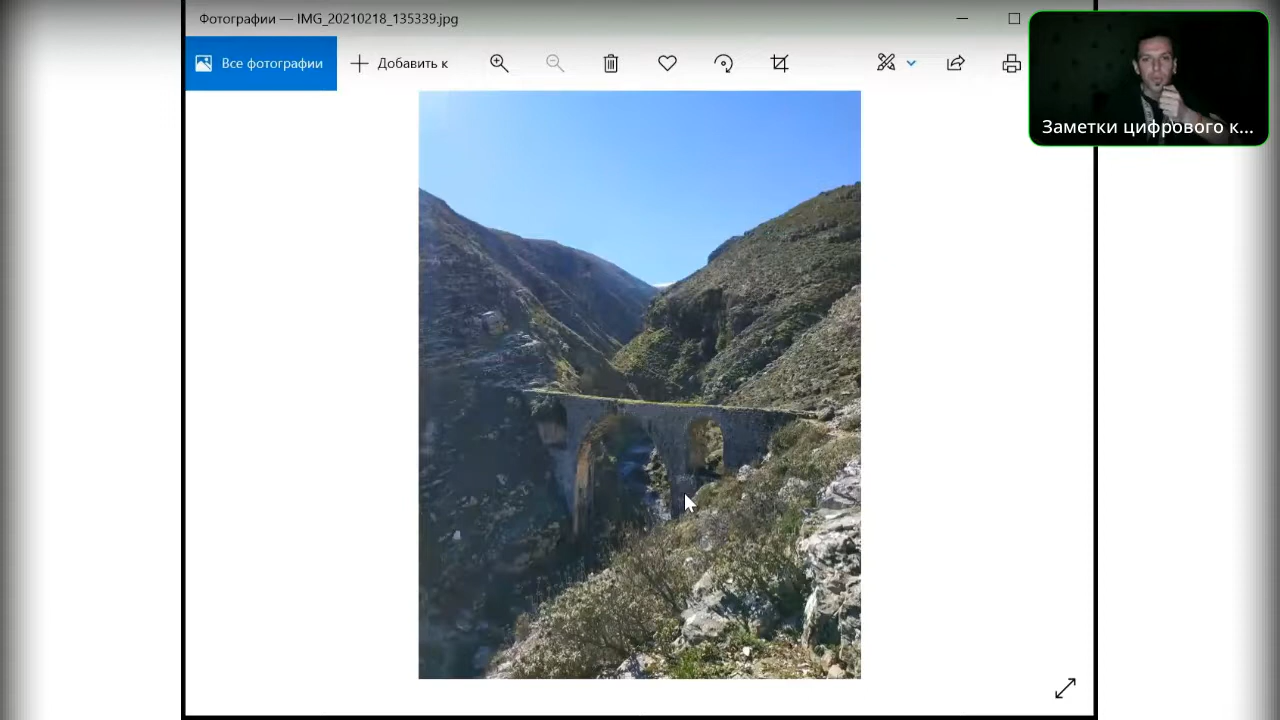 Фотографии — IMG_20210218_135339.jpg
Все фотографии
Добавить к
Заметки цифрового к...